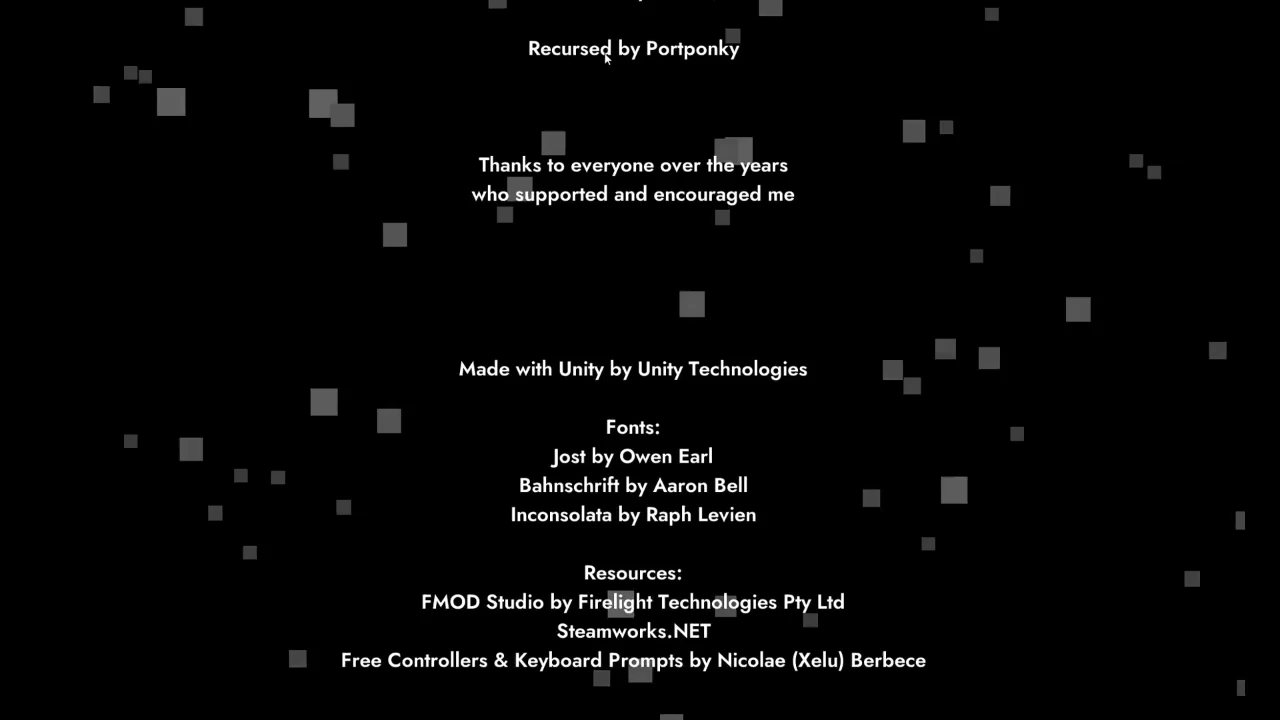 Recursed by Portponky
Thanks to everyone over the years
who supported and encouraged me
Made with Unity by Unity Technologies
Fonts:
Jost by Owen Earl
Bahnschrift by Aaron Bell
Inconsolata by Raph Levien
Resources:
FMOD Studio by Firelight Technologies Pty Ltd
Steamworks.NET
Free Controllers & Keyboard Prompts by Nicolae (Xelu) Berbece